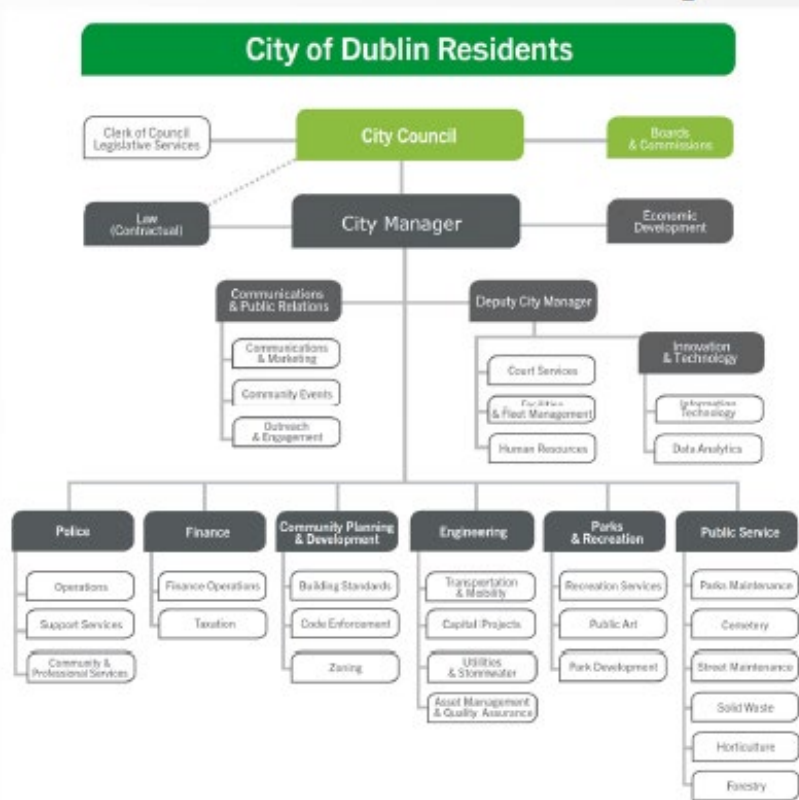 City of Dublin Residents
Clerk of Council
Legislative Services
City Council
Boards
& Commissions
Law
(Contractual)
City Manager
Economic
Development
Communications
& Public Relations
Deputy City Manager
Innovation
& Technology
Communications
& Marketing
Community Events
Outreach
& Engagement
Court Services
Facilities
& Fleet Management
Human Resources
Information
Technology
Data Analytics
Police
Finance
Community Planning
& Development
Engineering
Parks
& Recreation
Public Service
Operations
Support Services
Community &
Professional Services
Finance Operations
Taxation
Building Standards
Code Enforcement
Zoning
Transportation
& Mobility
Capital Projects
Utilities
& Stormwater
Asset Management
& Quality Assurance
Recreation Services
Public Art
Park Development
Parks Maintenance
Cemetery
Street Maintenance
Solid Waste
Horticulture
Forestry